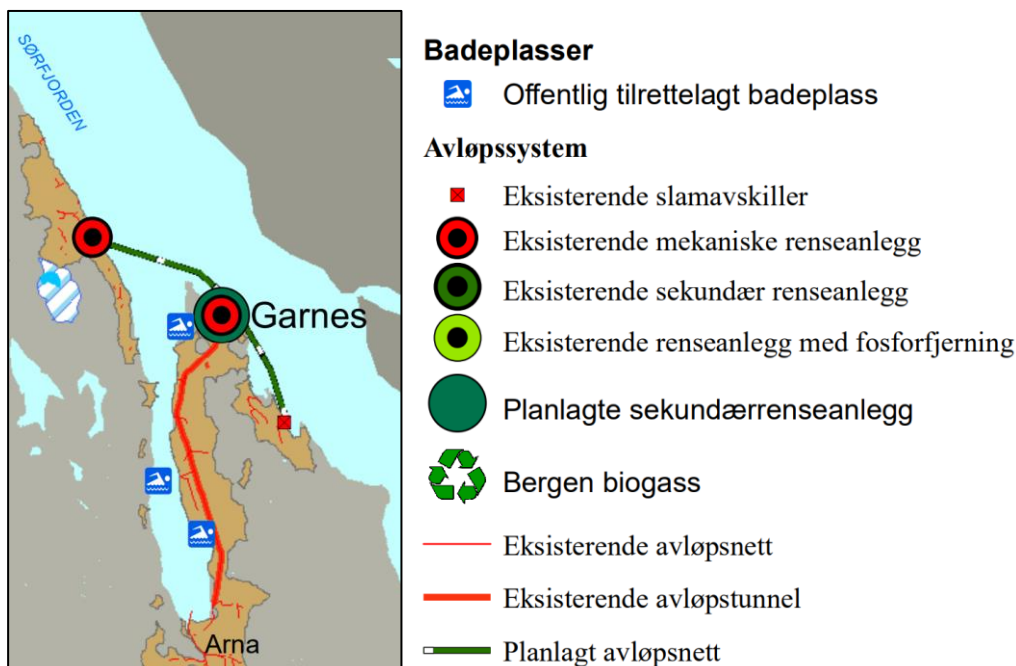 SØRFJORDEN
Garnes
Arna
Badeplasser
Offentlig tilrettelagt badeplass
Avløpssystem
Eksisterende slamavskiller
Eksisterende mekaniske renseanlegg
Eksisterende sekundær renseanlegg
Eksisterende renseanlegg med fosforfjerning
Planlagte sekundærrenseanlegg
Bergen biogass
Eksisterende avløpsnett
Eksisterende avløpstunnel
Planlagt avløpsnett